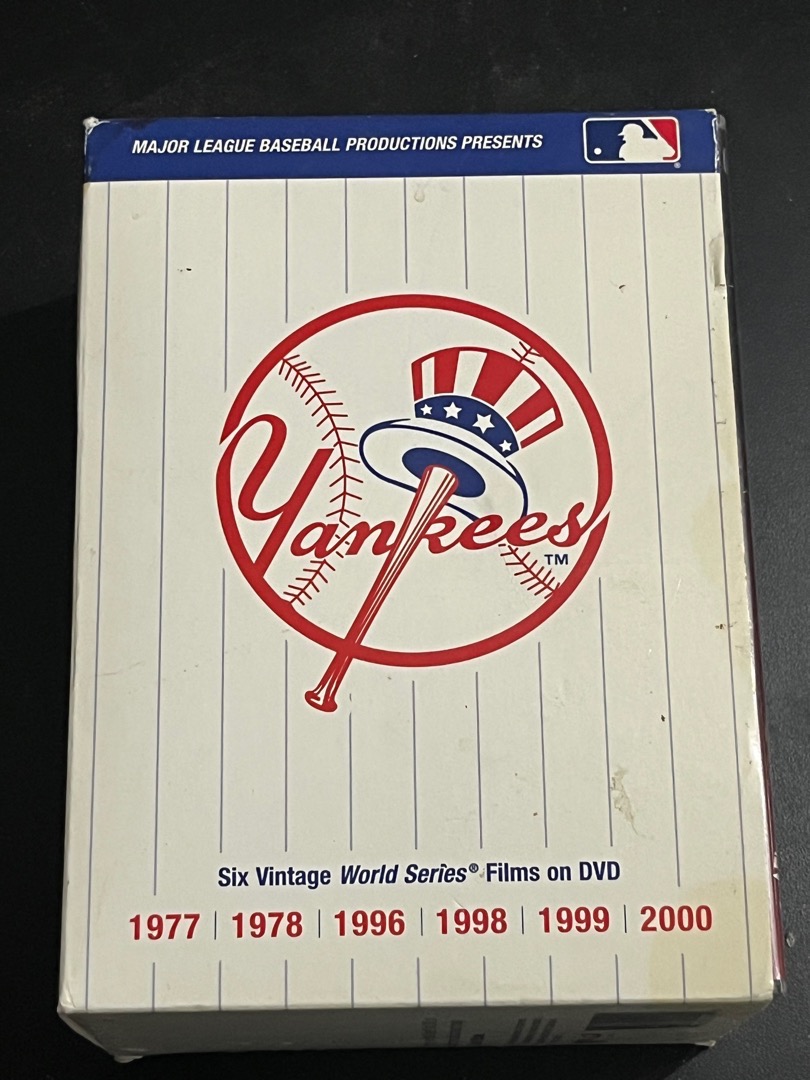 MAJOR LEAGUE BASEBALL PRODUCTIONS PRESENTS
®
Yankees
TM
Six Vintage World Series® Films on DVD
1977 | 1978 | 1996 | 1998 | 1999 | 2000